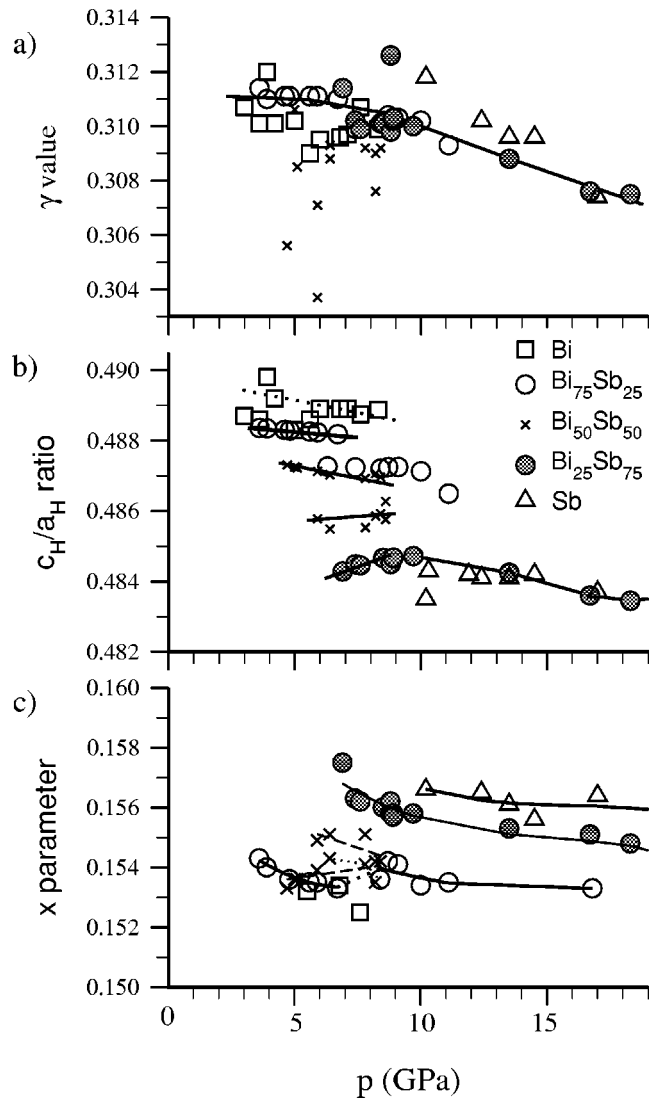 a)
γ value
0.314
0.312
0.310
0.308
0.306
0.304
b)
c_H/a_H ratio
0.490
0.488
0.486
0.484
0.482
Bi
Bi₇₅Sb₂₅
Bi₅₀Sb₅₀
Bi₂₅Sb₇₅
Sb
c)
x parameter
0.160
0.158
0.156
0.154
0.152
0.150
0 5 10 15
p (GPa)